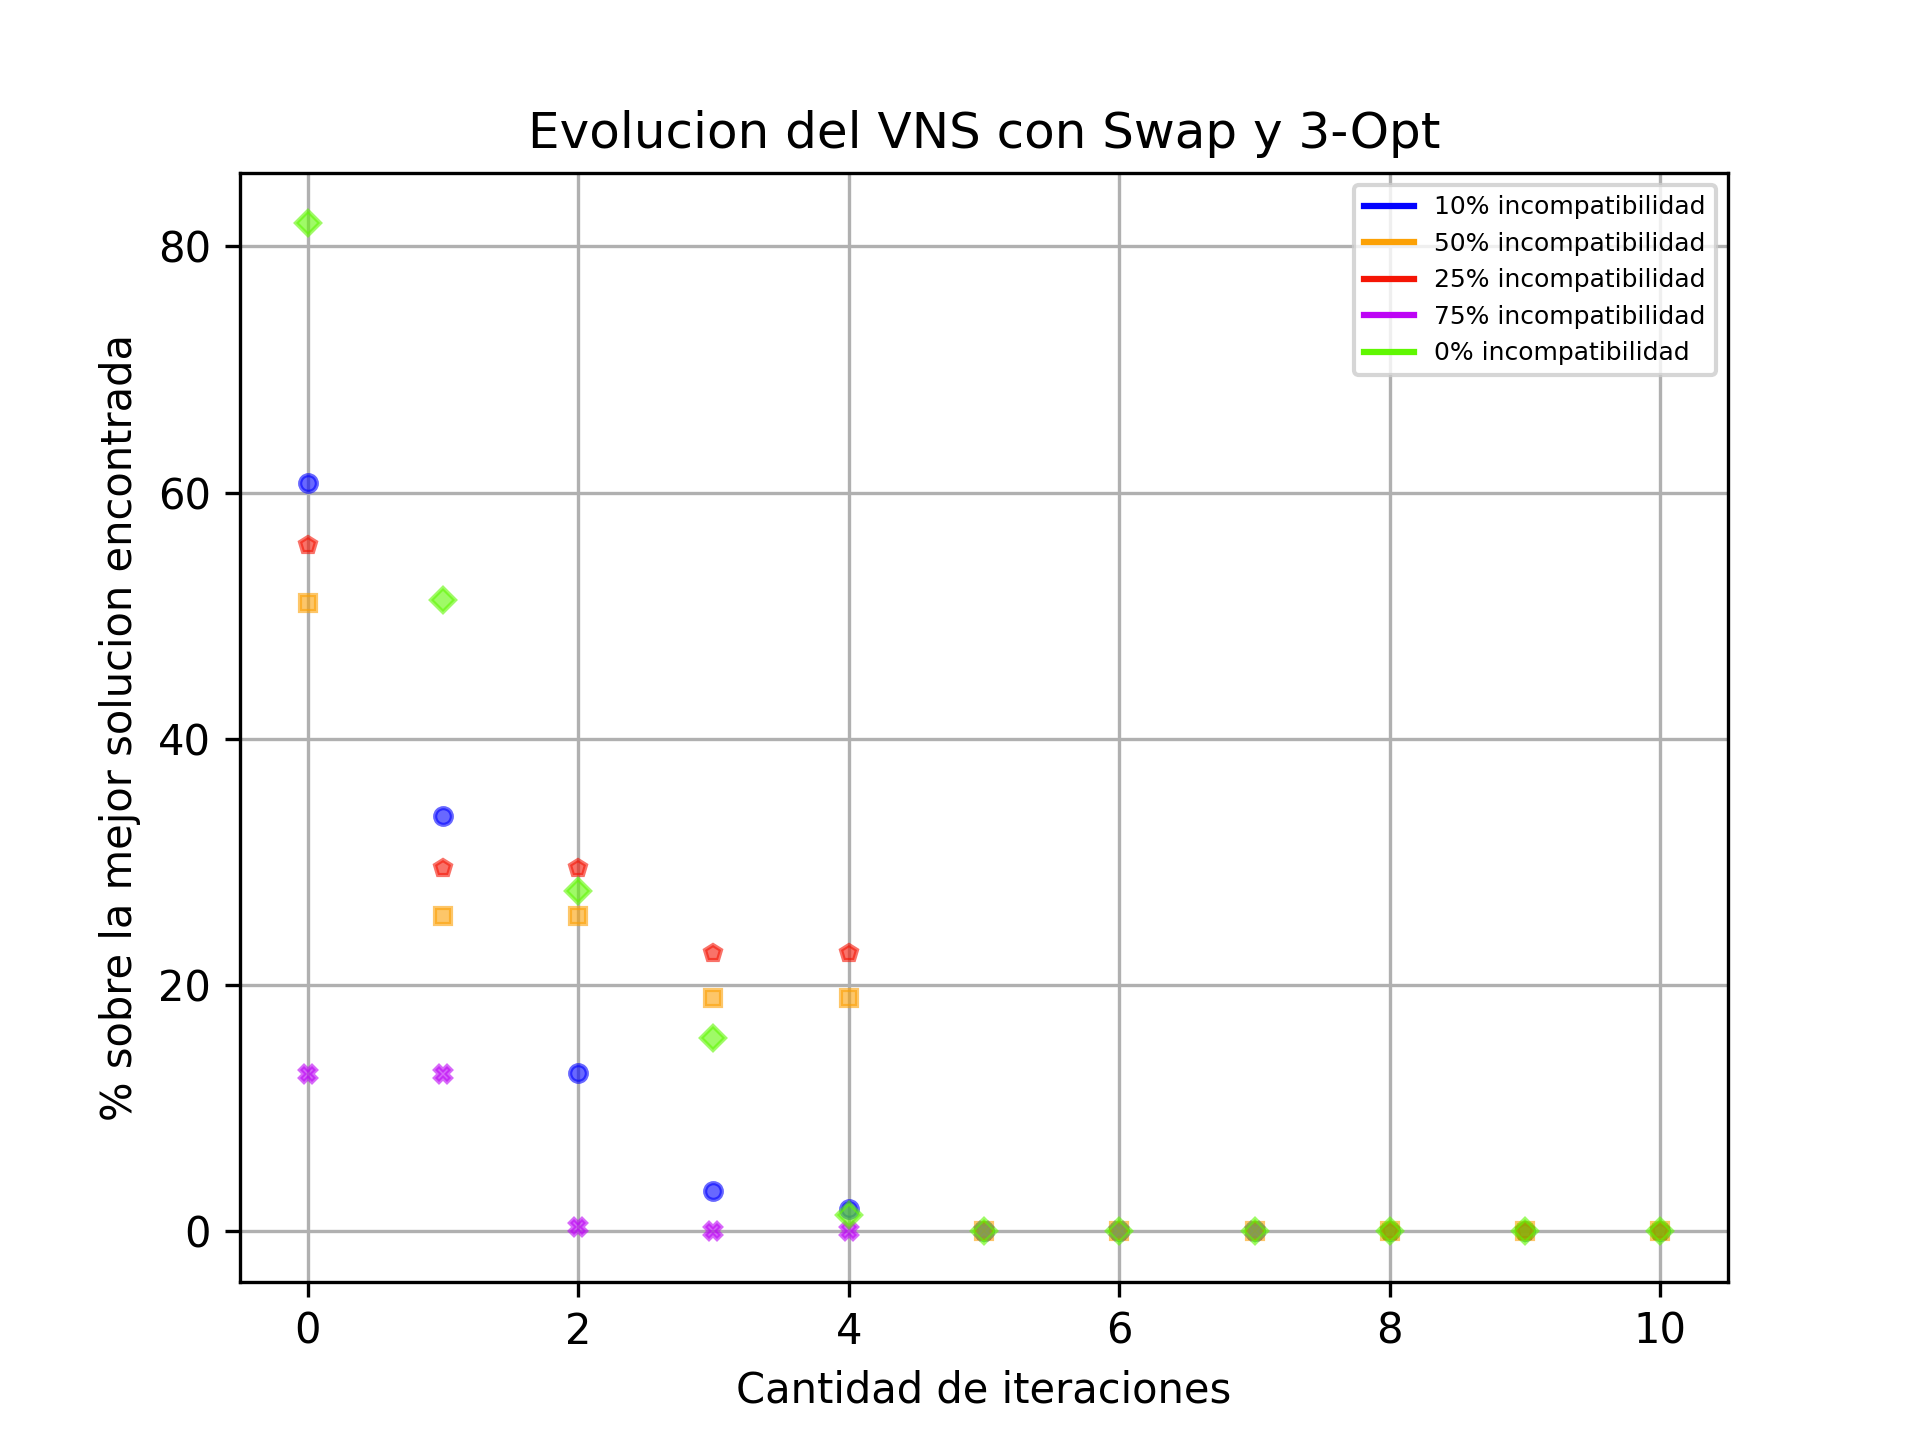 Evolucion del VNS con Swap y 3-Opt
% sobre la mejor solucion encontrada
80
60
40
20
0
10% incompatibilidad
50% incompatibilidad
25% incompatibilidad
75% incompatibilidad
0% incompatibilidad
0 2 4 6 8 10
Cantidad de iteraciones